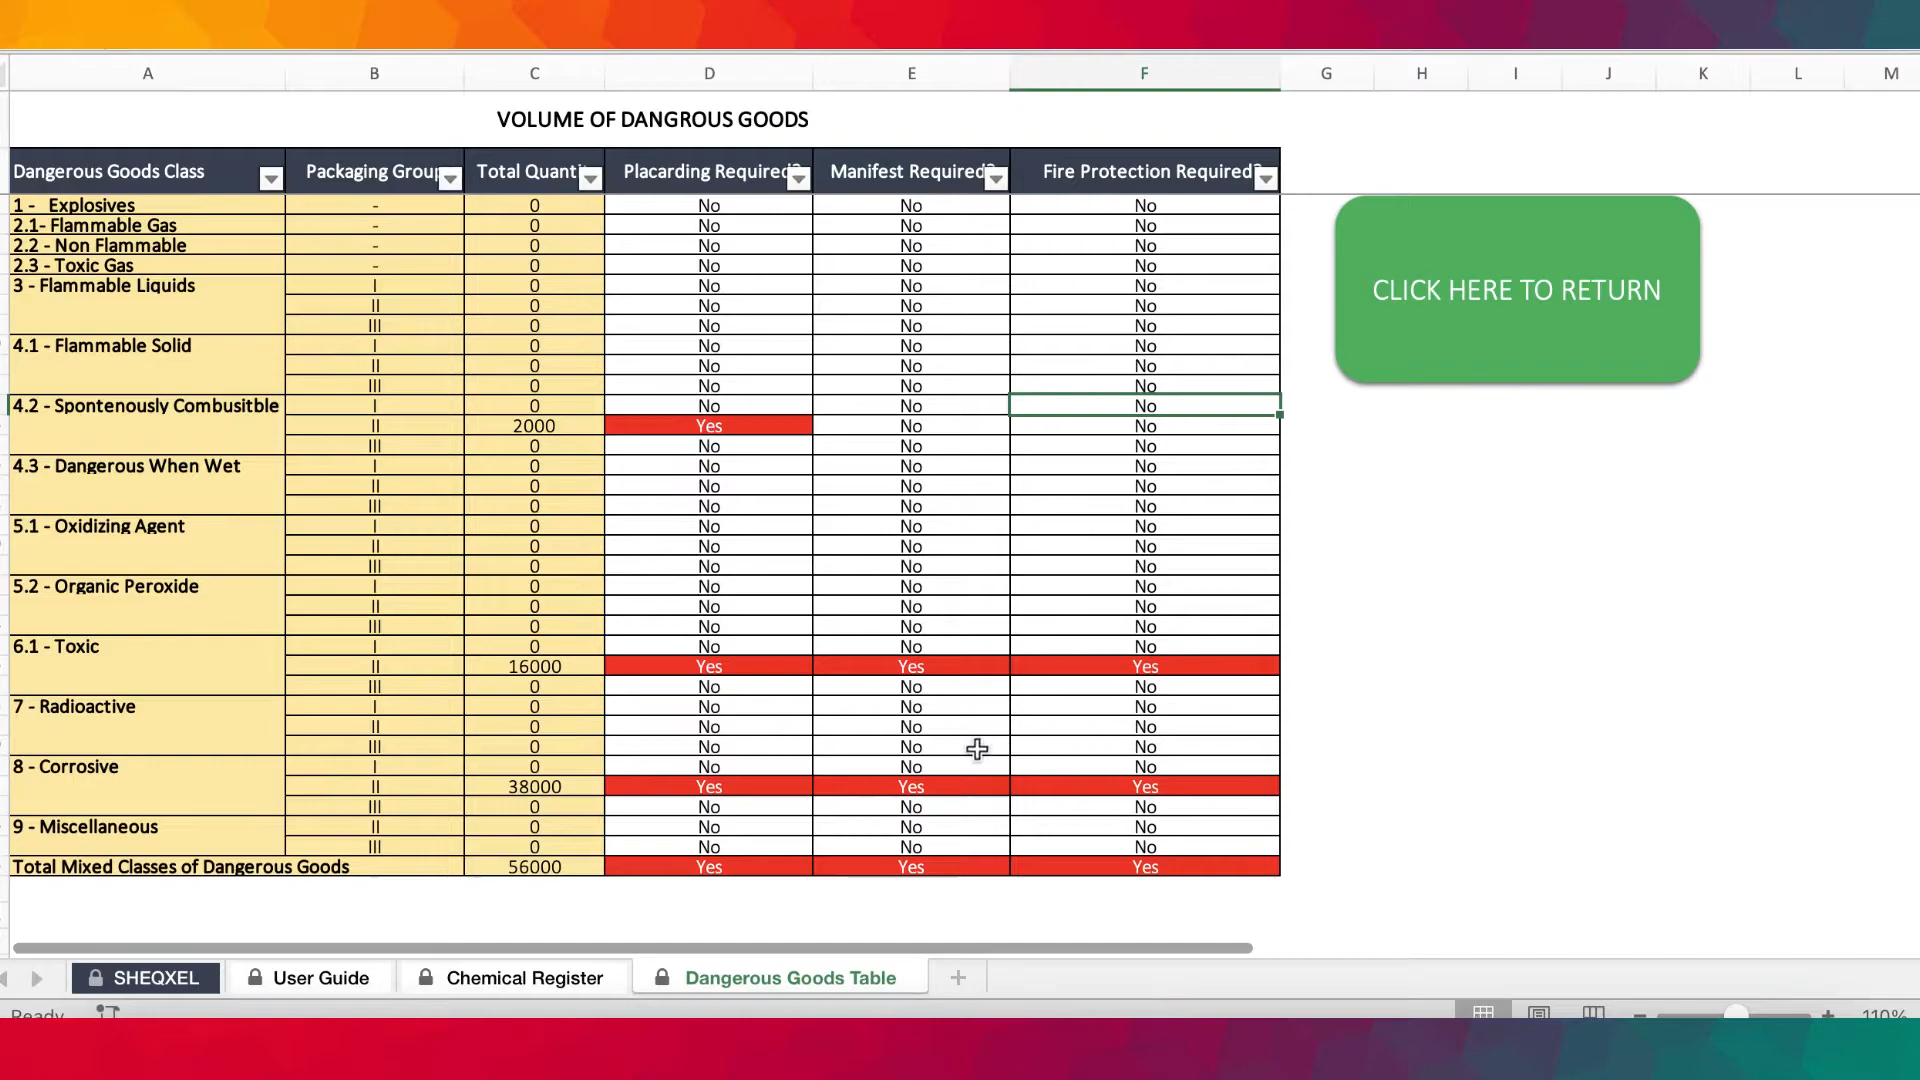 A B C D E F G H I J K L M
VOLUME OF DANGROUS GOODS
Dangerous Goods Class Packaging Group Total Quanti Placarding Required? Manifest Required? Fire Protection Required?
1 - Explosives - 0 No No No
2.1- Flammable Gas - 0 No No No
2.2 - Non Flammable - 0 No No No
2.3 - Toxic Gas - 0 No No No
3 - Flammable Liquids I 0 No No No
II 0 No No No
III 0 No No No
4.1 - Flammable Solid I 0 No No No
II 0 No No No
III 0 No No No
4.2 - Spontenously Combusitble I 0 No No No
II 2000 Yes No No
III 0 No No No
4.3 - Dangerous When Wet I 0 No No No
II 0 No No No
III 0 No No No
5.1 - Oxidizing Agent I 0 No No No
II 0 No No No
III 0 No No No
5.2 - Organic Peroxide I 0 No No No
II 0 No No No
III 0 No No No
6.1 - Toxic I 0 No No No
II 16000 Yes Yes Yes
III 0 No No No
7 - Radioactive I 0 No No No
II 0 No No No
III 0 No No No
8 - Corrosive I 0 No No No
II 38000 Yes Yes Yes
III 0 No No No
9 - Miscellaneous II 0 No No No
III 0 No No No
Total Mixed Classes of Dangerous Goods 56000 Yes Yes Yes
CLICK HERE TO RETURN
SHEQXEL User Guide Chemical Register Dangerous Goods Table +
Ready 110%